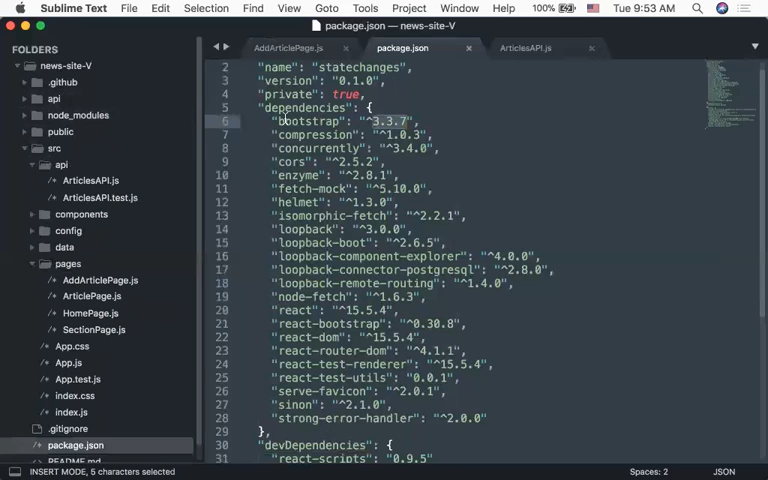 Sublime Text File Edit Selection Find View Goto Tools Project Window Help 100% Tue 9:53 AM
package.json — news-site-V
FOLDERS
news-site-V
.github
api
node_modules
public
src
api
ArticlesAPI.js
ArticlesAPI.test.js
components
config
data
pages
AddArticlePage.js
ArticlePage.js
HomePage.js
SectionPage.js
App.css
App.js
App.test.js
index.css
index.js
.gitignore
package.json
README.md
AddArticlePage.js × package.json × ArticlesAPI.js ×
2 "name": "statechanges",
3 "version": "0.1.0",
4 "private": true,
5 "dependencies": {
6 "bootstrap": "^3.3.7",
7 "compression": "^1.0.3",
8 "concurrently": "^3.4.0",
9 "cors": "^2.5.2",
10 "enzyme": "^2.8.1",
11 "fetch-mock": "^5.10.0",
12 "helmet": "^1.3.0",
13 "isomorphic-fetch": "^2.2.1",
14 "loopback": "^3.0.0",
15 "loopback-boot": "^2.6.5",
16 "loopback-component-explorer": "^4.0.0",
17 "loopback-connector-postgresql": "^2.8.0",
18 "loopback-remote-routing": "^1.4.0",
19 "node-fetch": "^1.6.3",
20 "react": "^15.5.4",
21 "react-bootstrap": "^0.30.8",
22 "react-dom": "^15.5.4",
23 "react-router-dom": "^4.1.1",
24 "react-test-renderer": "^15.5.4",
25 "react-test-utils": "0.0.1",
26 "serve-favicon": "^2.0.1",
27 "sinon": "^2.1.0",
28 "strong-error-handler": "^2.0.0"
29 },
30 "devDependencies": {
31 "react-scripts": "0.9.5"
INSERT MODE, 5 characters selected Spaces: 2 JSON